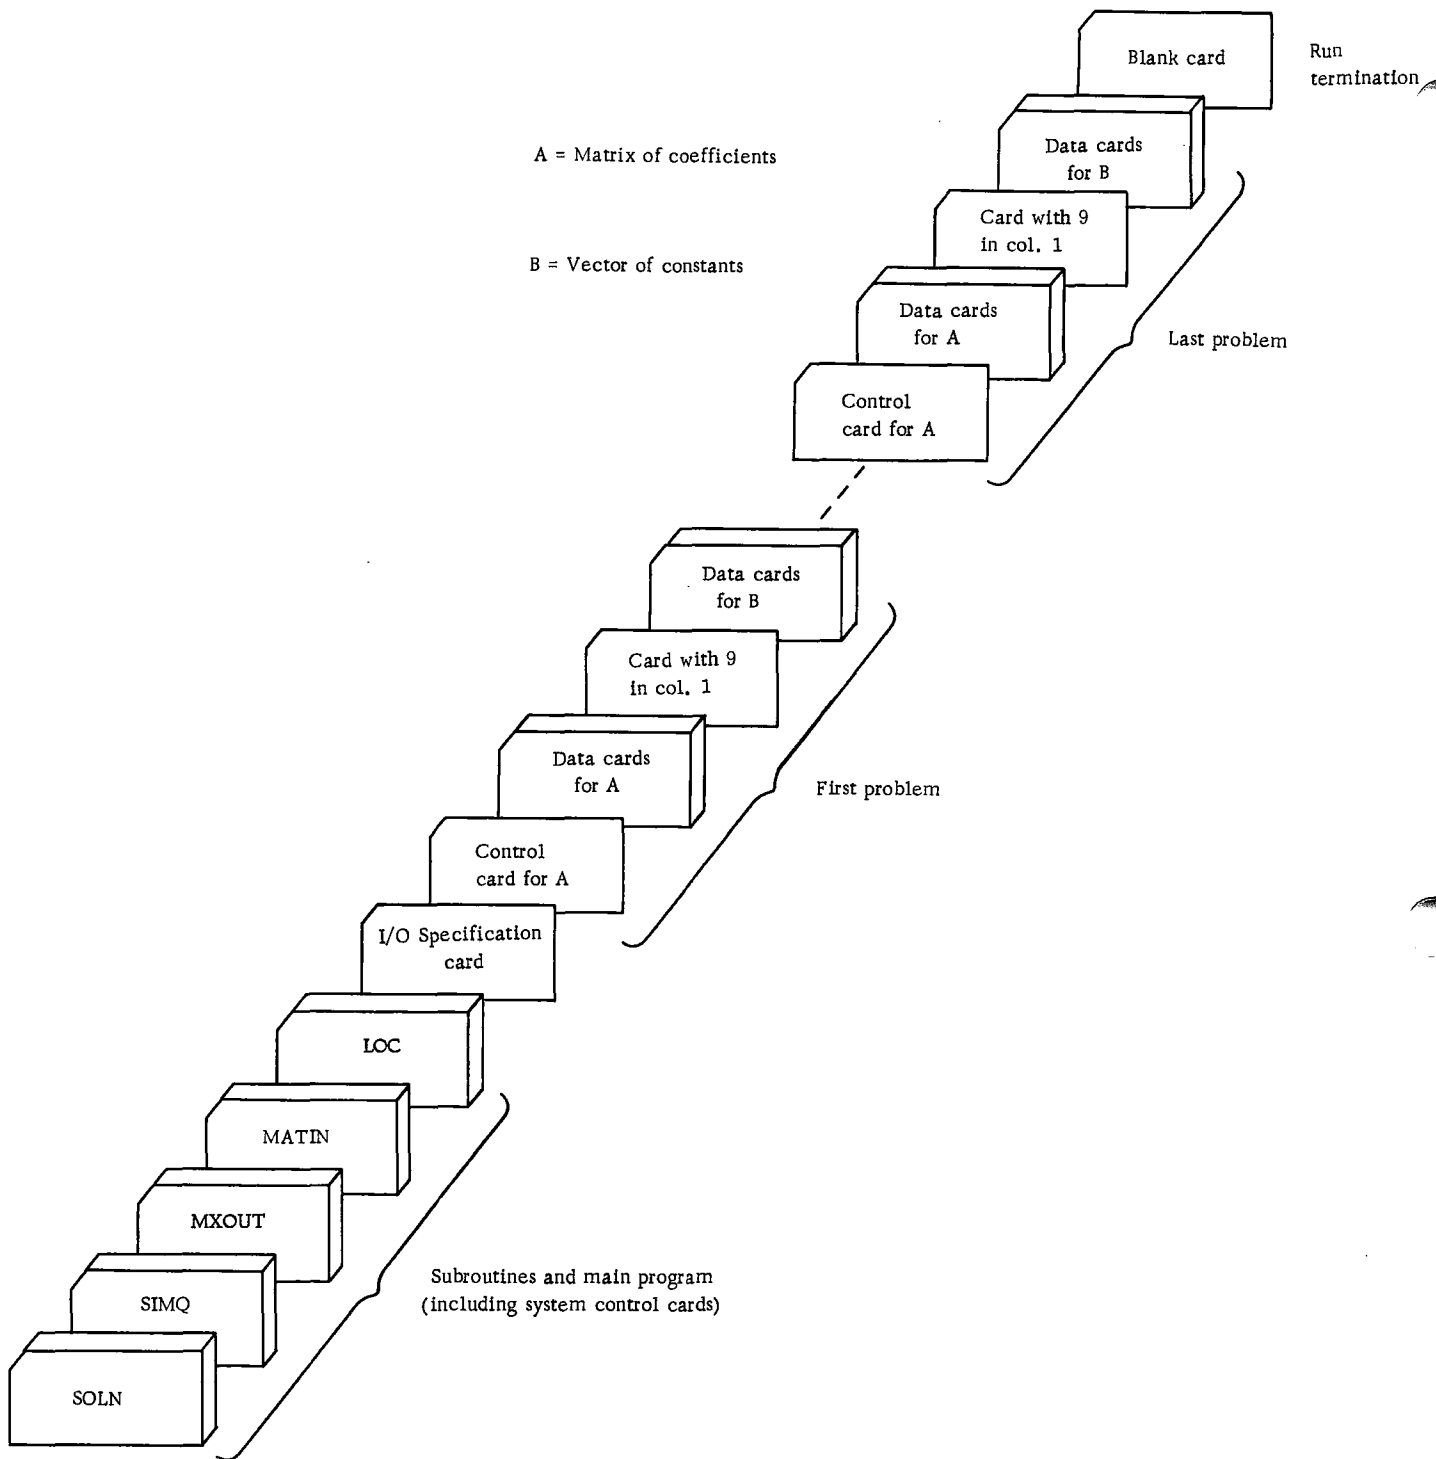 Blank card
Run
termination
Data cards
for B
A = Matrix of coefficients
Card with 9
in col. 1
B = Vector of constants
Data cards
for A
Last problem
Control
card for A
Data cards
for B
Card with 9
in col. 1
Data cards
for A
First problem
Control
card for A
I/O Specification
card
LOC
MATIN
MXOUT
Subroutines and main program
(including system control cards)
SIMQ
SOLN